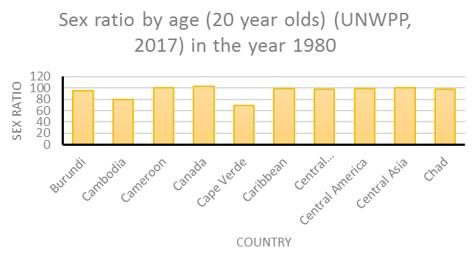 Sex ratio by age (20 year olds) (UNWPP,
2017) in the year 1980
SEX RATIO
120
100
80
60
40
20
0
Burundi
Cambodia
Cameroon
Canada
Cape Verde
Caribbean
Central...
Central America
Central Asia
Chad
COUNTRY